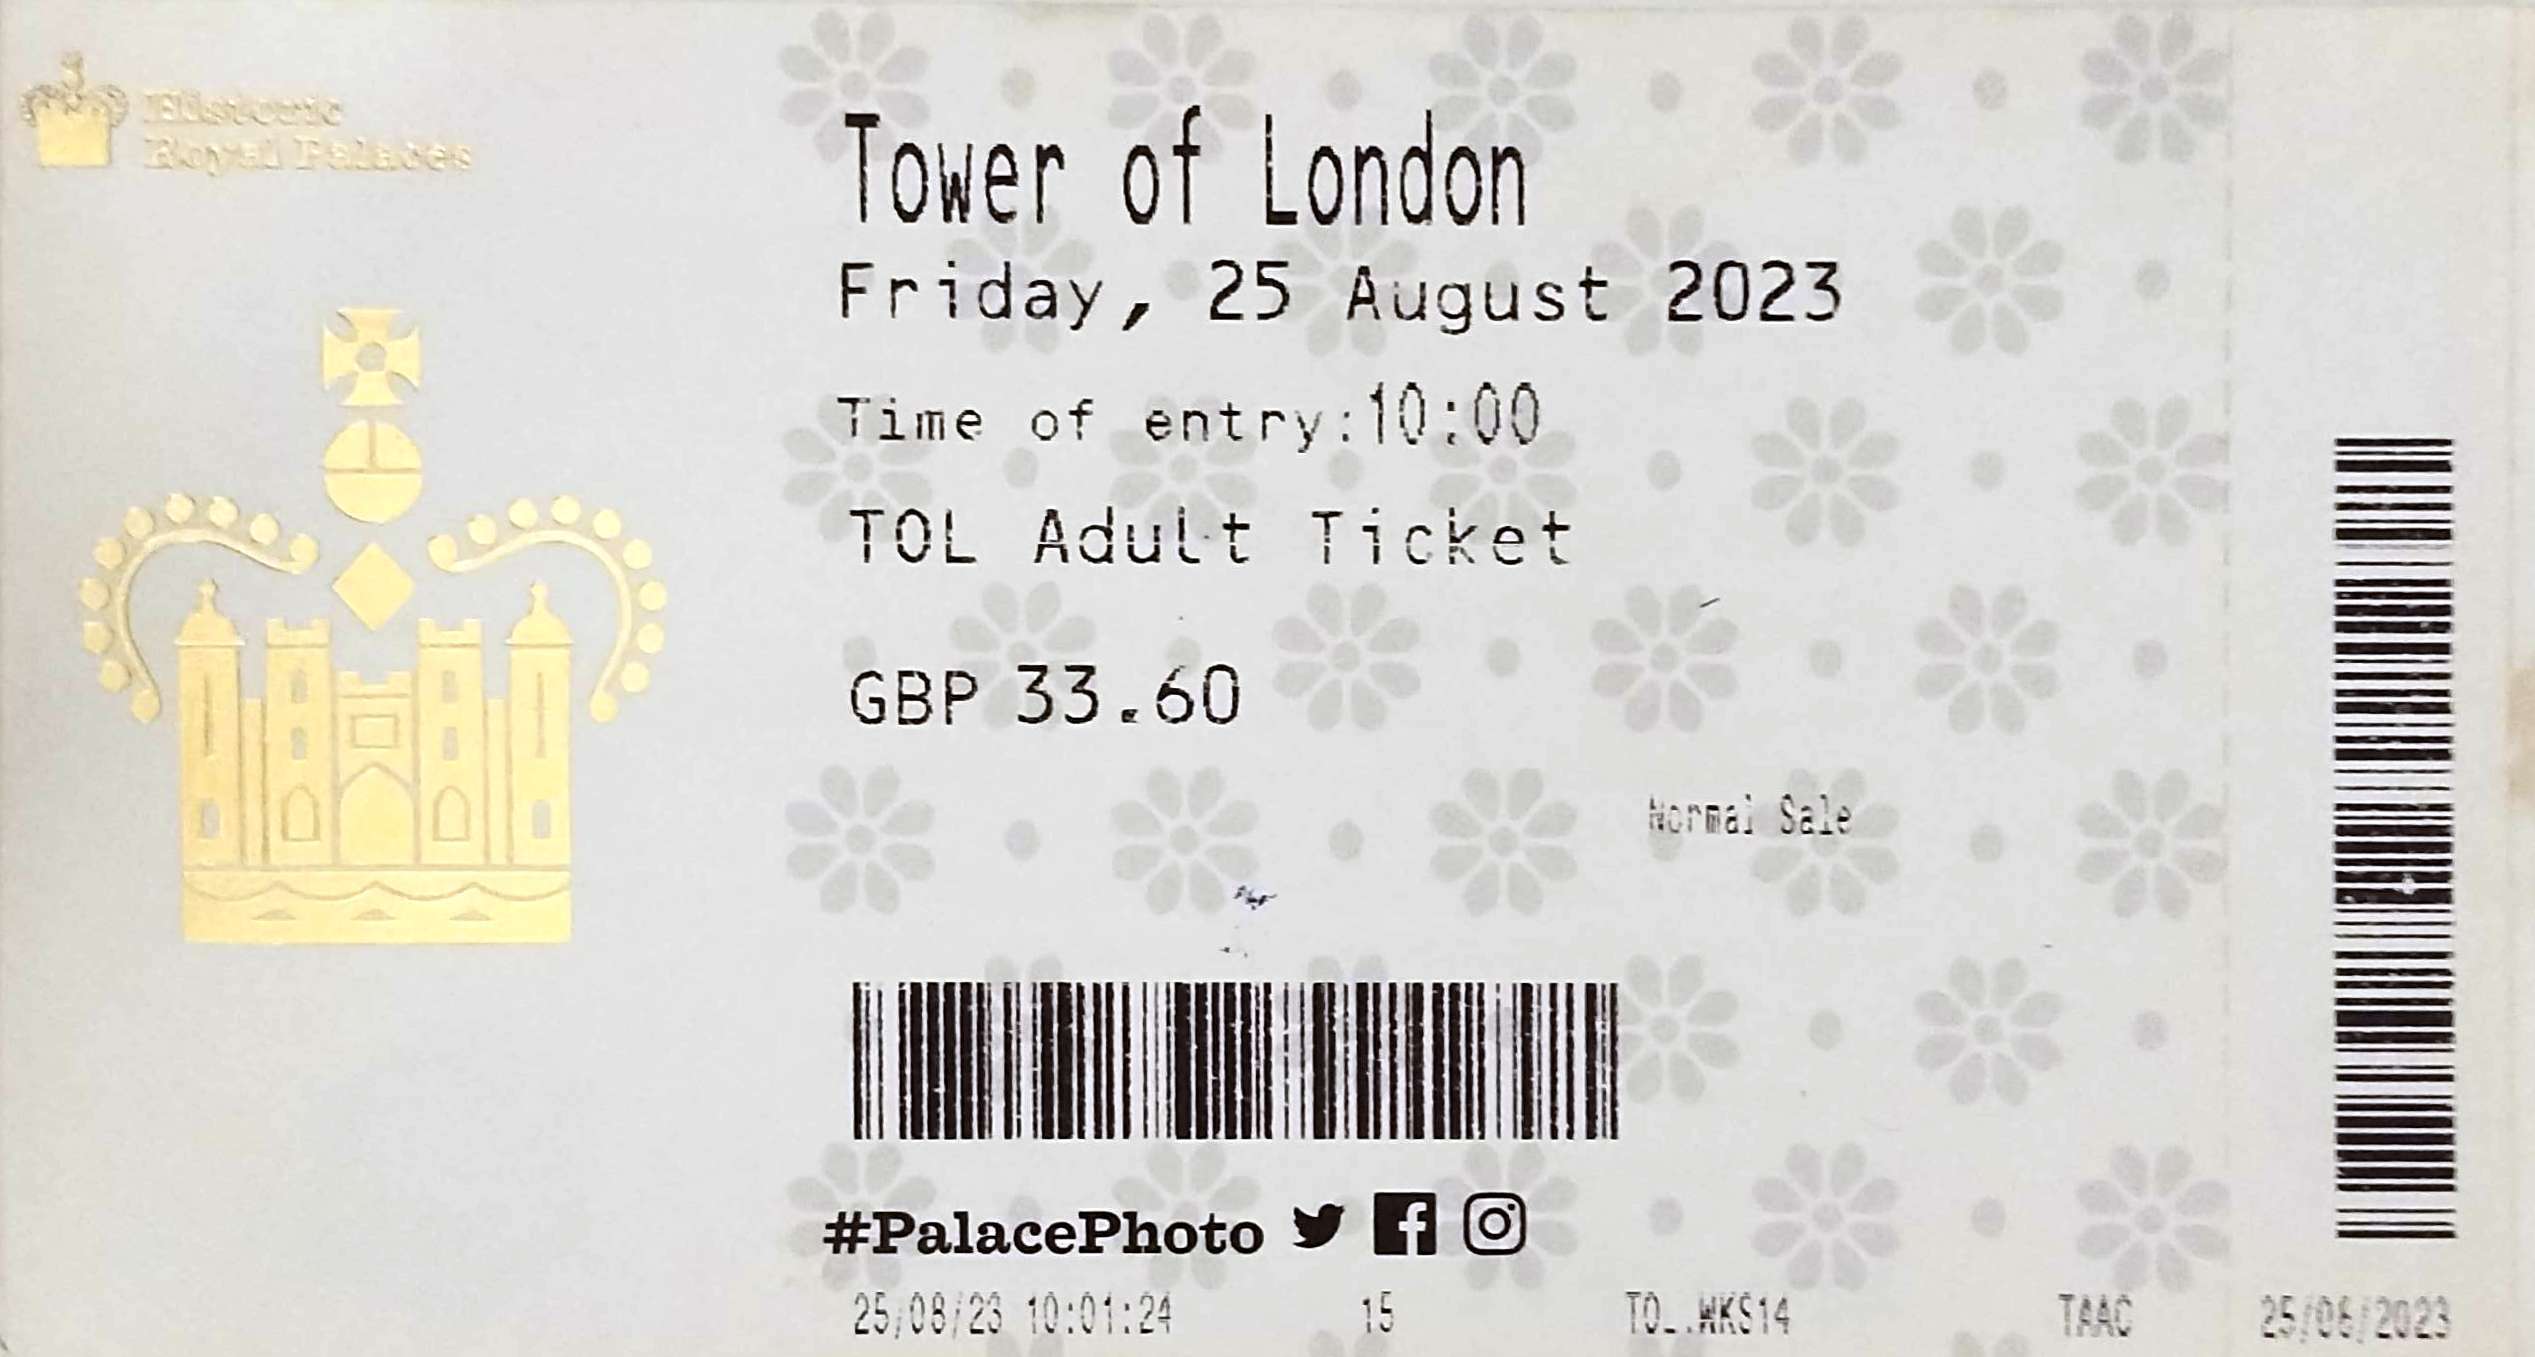 Historic
Royal Palaces
Tower of London
Friday, 25 August 2023
Time of entry:10:00
TOL Adult Ticket
GBP 33.60
Normal Sale
#PalacePhoto
25/08/23 10:01:24 15 TOL.WKS14 TAAC 25/08/2023